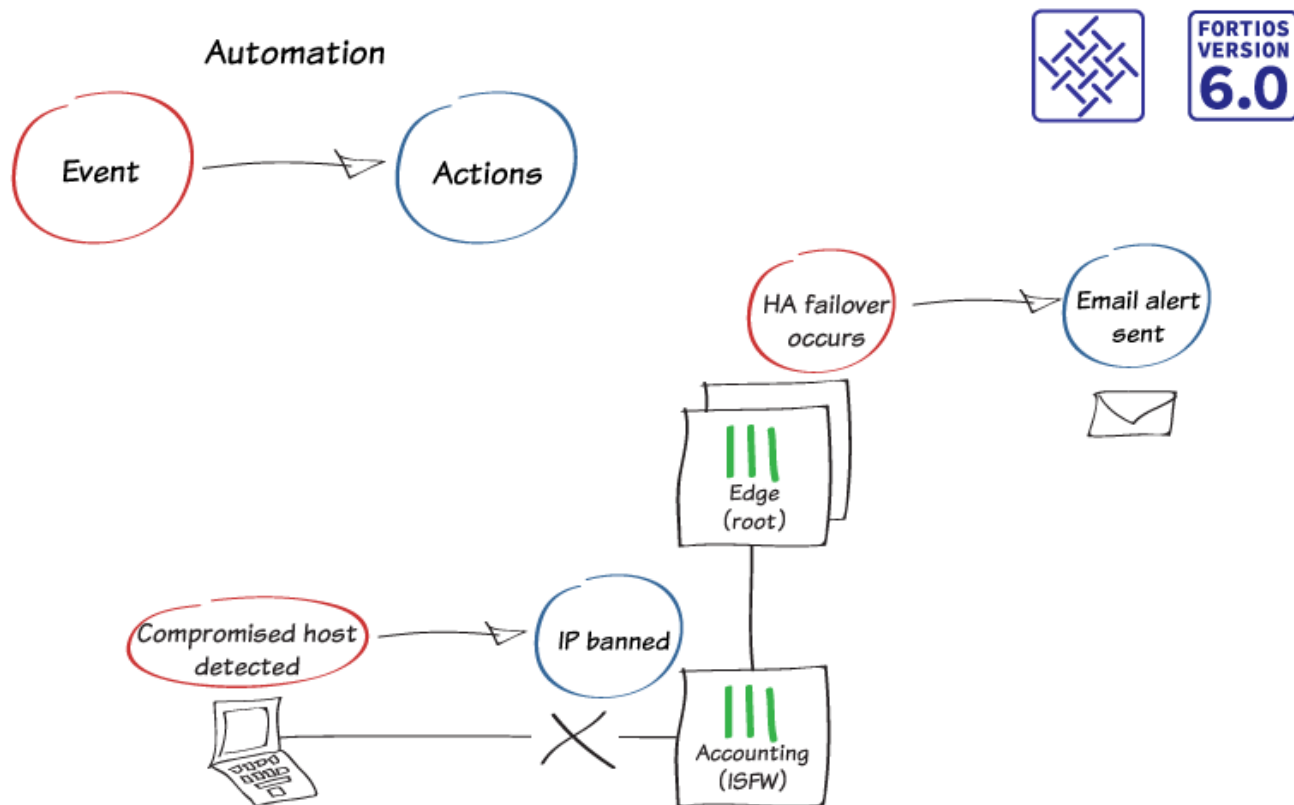 Automation
FORTIOS
VERSION
6.0
Event
Actions
HA failover
occurs
Email alert
sent
Edge
(root)
Compromised host
detected
IP banned
Accounting
(ISFW)